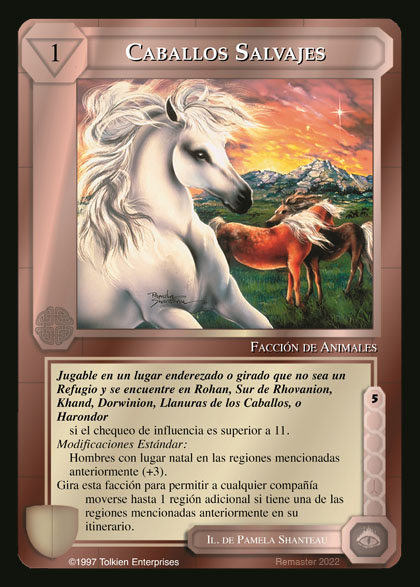 1
Caballos Salvajes
Pamela
Shanteau
Facción de Animales
Jugable en un lugar enderezado o girado que no sea un
Refugio y se encuentre en Rohan, Sur de Rhovanion,
Khand, Dorwinion, Llanuras de los Caballos, o
Harondor
si el chequeo de influencia es superior a 11.
Modificaciones Estándar:
Hombres con lugar natal en las regiones mencionadas
anteriormente (+3).
Gira esta facción para permitir a cualquier compañía
moverse hasta 1 región adicional si tiene una de las
regiones mencionadas anteriormente en su
itinerario.
5
Il. de Pamela Shanteau
©1997 Tolkien Enterprises
Remaster 2022